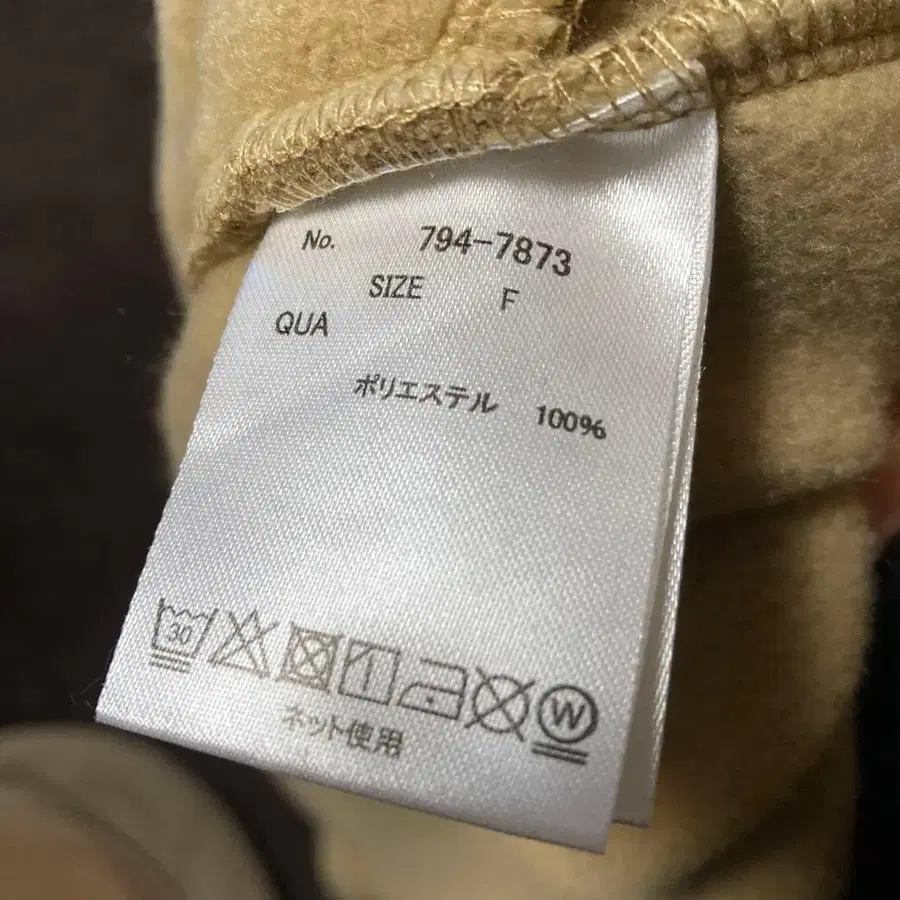 No. 794-7873
SIZE F
QUA
ポリエステル 100%
30 W
ネット使用